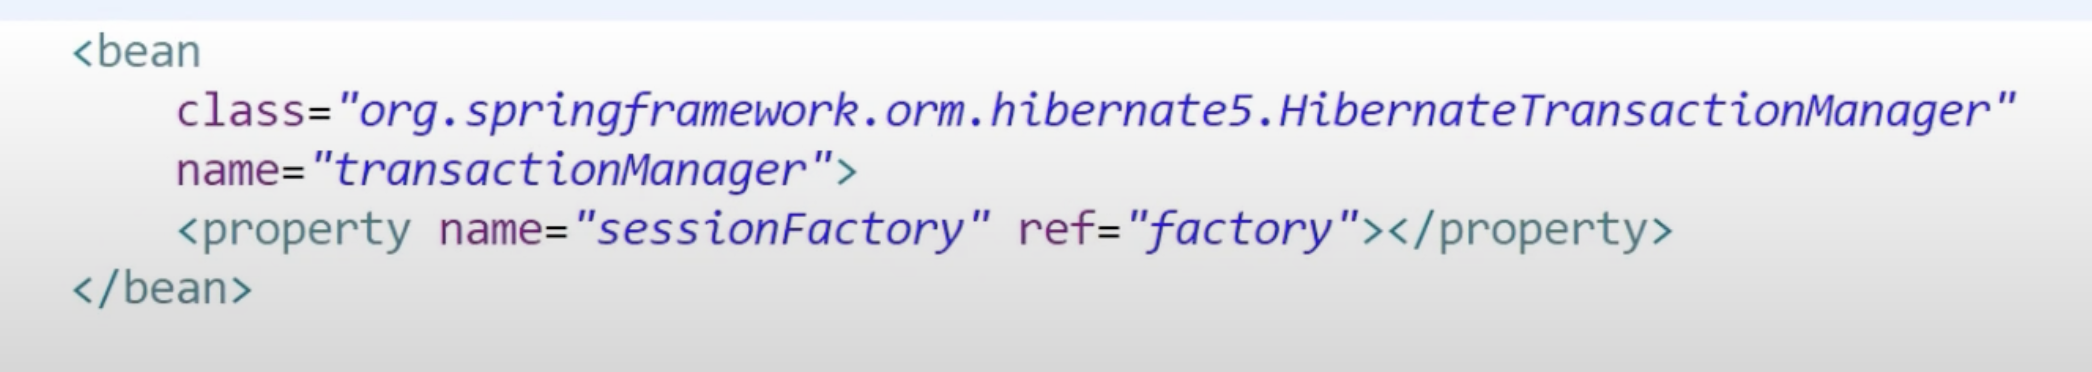 <bean
class="org.springframework.orm.hibernate5.HibernateTransactionManager"
name="transactionManager">
<property name="sessionFactory" ref="factory"></property>
</bean>